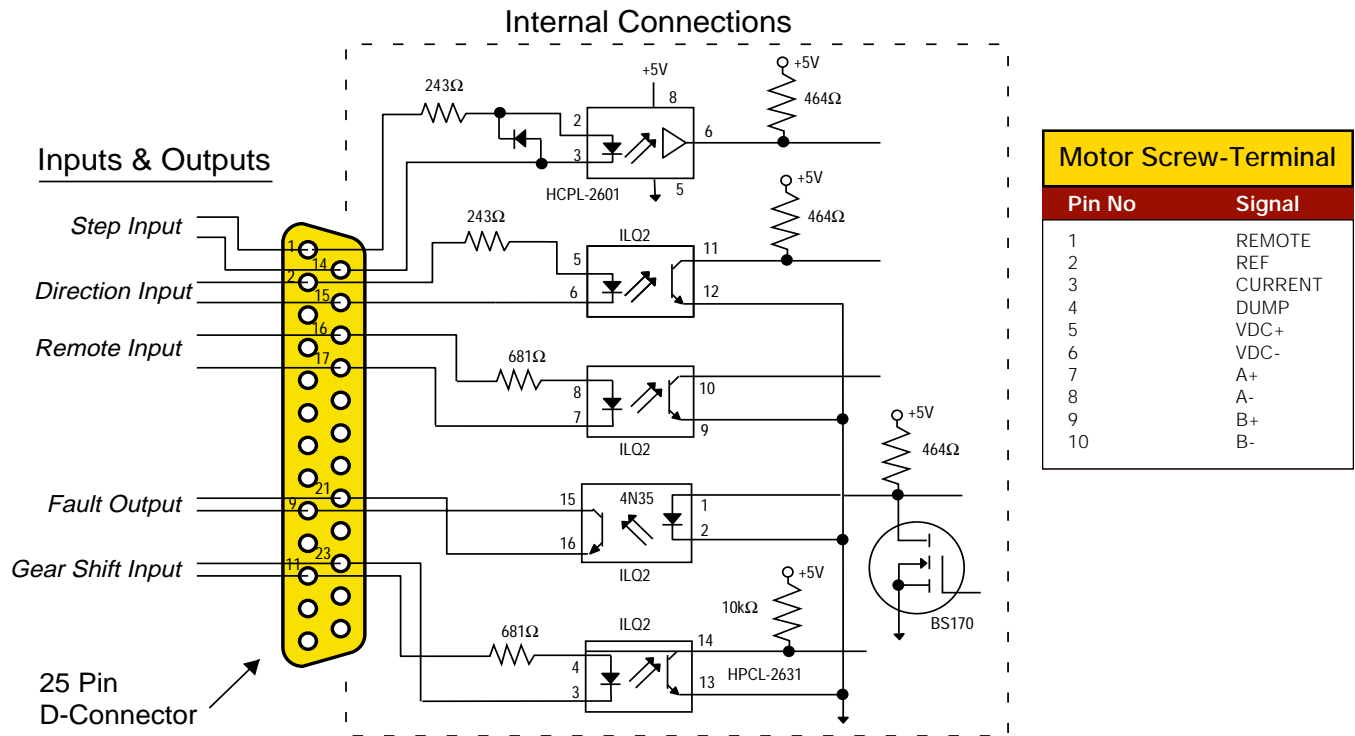 Internal Connections
Inputs & Outputs
Step Input
Direction Input
Remote Input
Fault Output
Gear Shift Input
25 Pin
D-Connector
1
14
2
15
16
17
21
9
23
11
243Ω
+5V
8
2
3
6
5
HCPL-2601
+5V
464Ω
243Ω
ILQ2
5
6
11
12
+5V
464Ω
681Ω
8
7
10
9
ILQ2
+5V
464Ω
15
16
4N35
1
2
ILQ2
BS170
681Ω
ILQ2
4
3
14
13
HPCL-2631
10kΩ
+5V
Motor Screw-Terminal
Pin No Signal
1 REMOTE
2 REF
3 CURRENT
4 DUMP
5 VDC+
6 VDC-
7 A+
8 A-
9 B+
10 B-